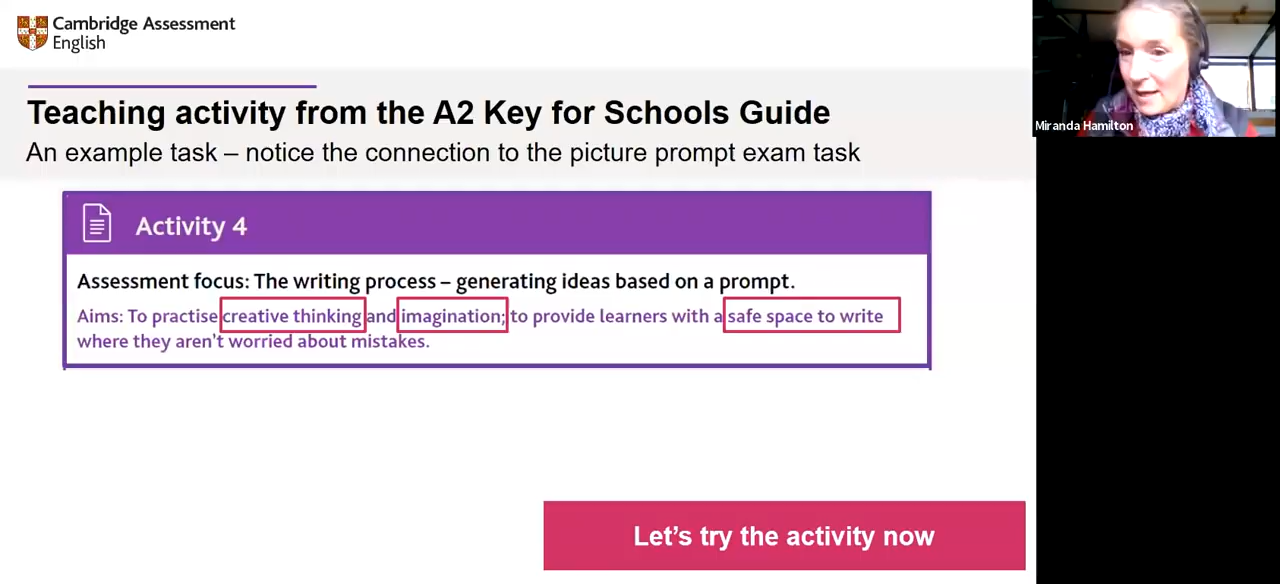 Cambridge Assessment
English
Miranda Hamilton
Teaching activity from the A2 Key for Schools Guide
An example task – notice the connection to the picture prompt exam task
Activity 4
Assessment focus: The writing process – generating ideas based on a prompt.
Aims: To practise creative thinking and imagination; to provide learners with a safe space to write
where they aren't worried about mistakes.
Let's try the activity now